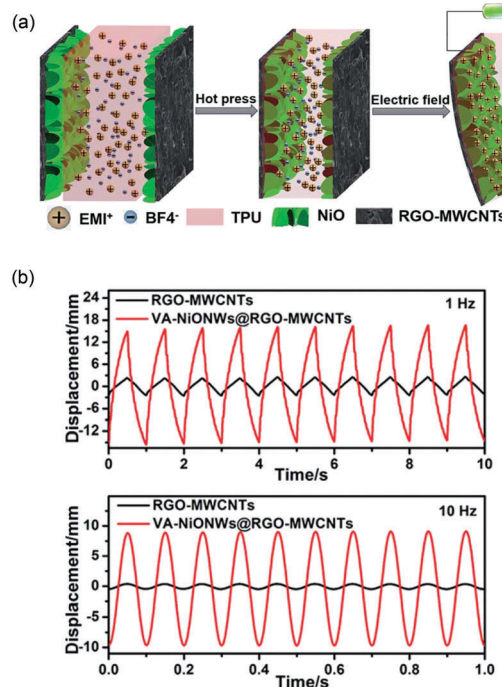 (a)
Hot press
Electric field
EMI⁺ BF4⁻ TPU NiO RGO-MWCNTs
(b)
24
18
12
6
0
-6
-12
Displacement/mm
RGO-MWCNTs
VA-NiONWs@RGO-MWCNTs
1 Hz
0 2 4 6 8 10
Time/s
10
5
0
-5
-10
Displacement/mm
RGO-MWCNTs
VA-NiONWs@RGO-MWCNTs
10 Hz
0.0 0.2 0.4 0.6 0.8 1.0
Time/s